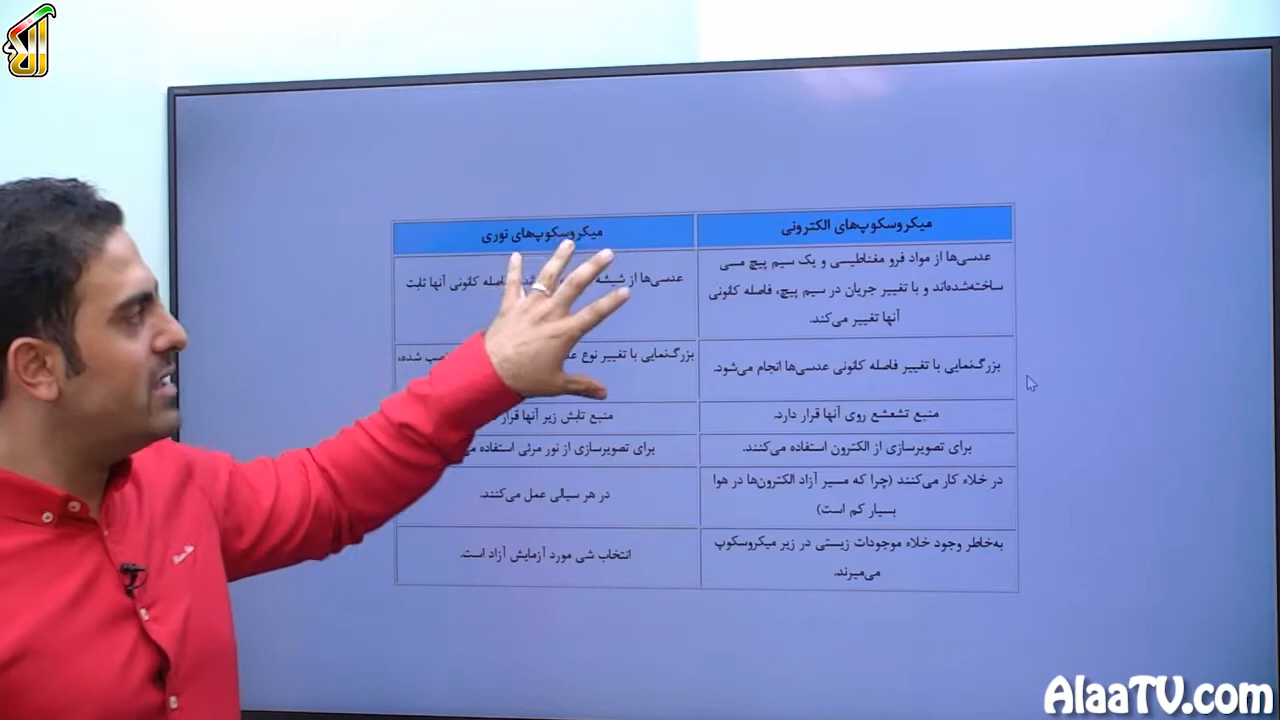 آلاء
میکروسکوپ‌های الکترونی
میکروسکوپ‌های نوری
عدسی‌ها از مواد فرو مغناطیسی و یک سیم پیچ مسی
ساخته‌شده‌اند و با تغییر جریان در سیم پیچ، فاصله کانونی
آنها تغییر می‌کند.
عدسی‌ها از شیشه فاصله کانونی آنها ثابت
بزرگ‌نمایی با تغییر فاصله کانونی عدسی‌ها انجام می‌شود.
بزرگ‌نمایی با تغییر نوع نصب شده،
منبع تشعشع روی آنها قرار دارد.
منبع تابش زیر آنها قرار
برای تصویرسازی از الکترون استفاده می‌کنند.
برای تصویرسازی از نور مرئی استفاده
در خلاء کار می‌کنند (چرا که مسیر آزاد الکترون‌ها در هوا
بسیار کم است)
در هر سیالی عمل می‌کنند.
به‌خاطر وجود خلاء موجودات زیستی در زیر میکروسکوپ
می‌میرند.
انتخاب شی مورد آزمایش آزاد است.
AlaaTV.com